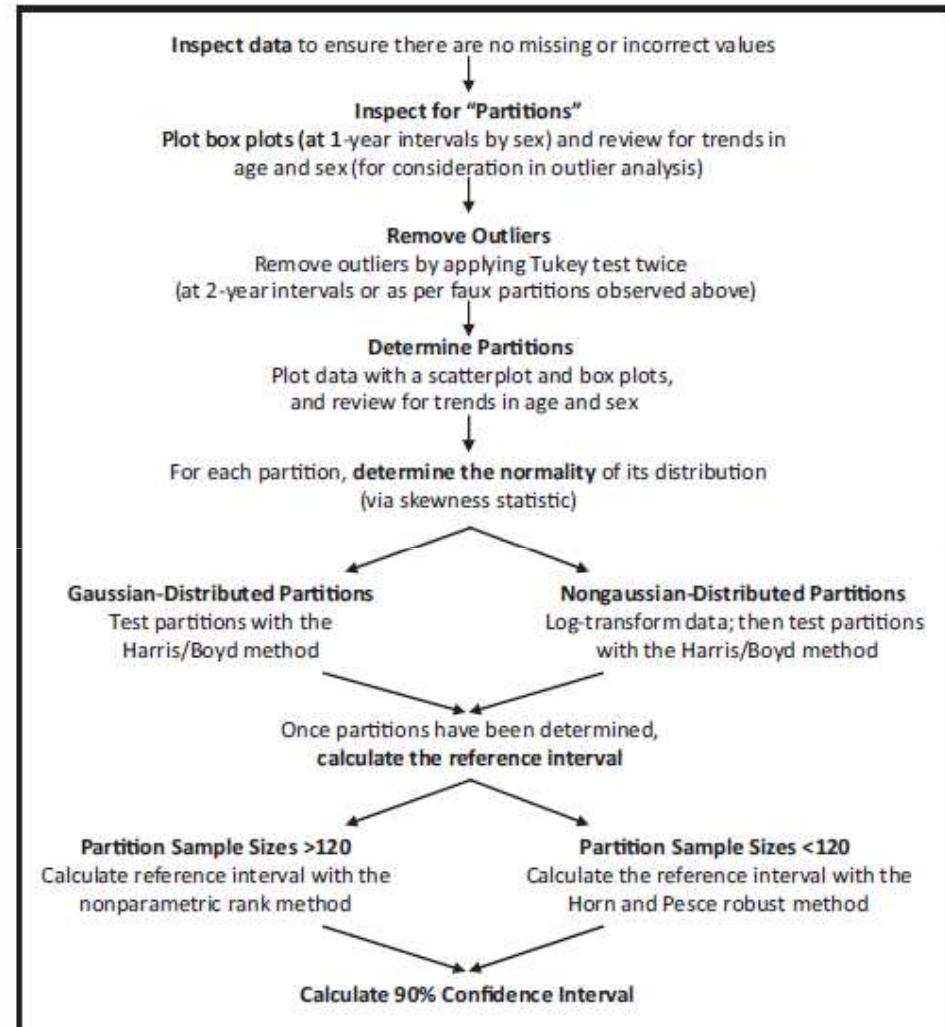 Inspect data to ensure there are no missing or incorrect values
Inspect for “Partitions”
Plot box plots (at 1-year intervals by sex) and review for trends in
age and sex (for consideration in outlier analysis)
Remove Outliers
Remove outliers by applying Tukey test twice
(at 2-year intervals or as per faux partitions observed above)
Determine Partitions
Plot data with a scatterplot and box plots,
and review for trends in age and sex
For each partition, determine the normality of its distribution
(via skewness statistic)
Gaussian-Distributed Partitions
Test partitions with the
Harris/Boyd method
Nongaussian-Distributed Partitions
Log-transform data; then test partitions
with the Harris/Boyd method
Once partitions have been determined,
calculate the reference interval
Partition Sample Sizes >120
Calculate reference interval with the
nonparametric rank method
Partition Sample Sizes <120
Calculate the reference interval with the
Horn and Pesce robust method
Calculate 90% Confidence Interval